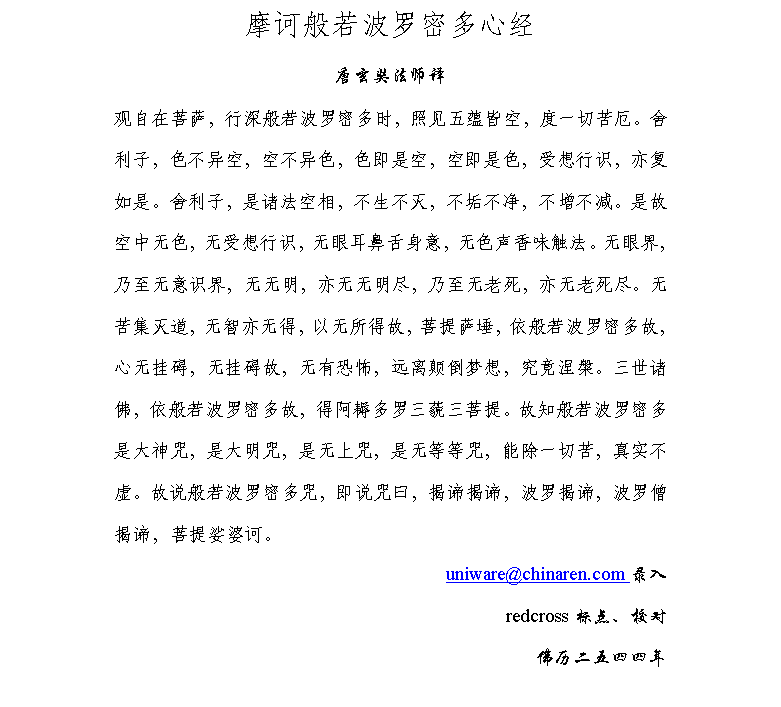 摩诃般若波罗密多心经
唐玄奘法师译
观自在菩萨，行深般若波罗密多时，照见五蕴皆空，度一切苦厄。舍
利子，色不异空，空不异色，色即是空，空即是色，受想行识，亦复
如是。舍利子，是诸法空相，不生不灭，不垢不净，不增不减。是故
空中无色，无受想行识，无眼耳鼻舌身意，无色声香味触法。无眼界，
乃至无意识界，无无明，亦无无明尽，乃至无老死，亦无老死尽。无
苦集灭道，无智亦无得，以无所得故，菩提萨埵，依般若波罗密多故，
心无挂碍，无挂碍故，无有恐怖，远离颠倒梦想，究竟涅槃。三世诸
佛，依般若波罗密多故，得阿耨多罗三藐三菩提。故知般若波罗密多
是大神咒，是大明咒，是无上咒，是无等等咒，能除一切苦，真实不
虚。故说般若波罗密多咒，即说咒曰，揭谛揭谛，波罗揭谛，波罗僧
揭谛，菩提娑婆诃。
uniware@chinaren.com 录入
redcross 标点、校对
佛历二五四四年